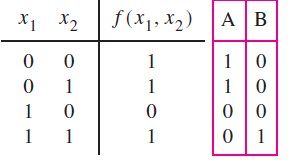 x₁ x₂ f(x₁, x₂) A B
0 0 1 1 0
0 1 1 1 0
1 0 0 0 0
1 1 1 0 1